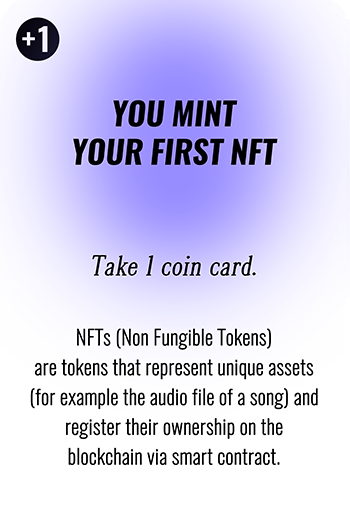 +1
YOU MINT
YOUR FIRST NFT
Take 1 coin card.
NFTs (Non Fungible Tokens)
are tokens that represent unique assets
(for example the audio file of a song) and
register their ownership on the
blockchain via smart contract.